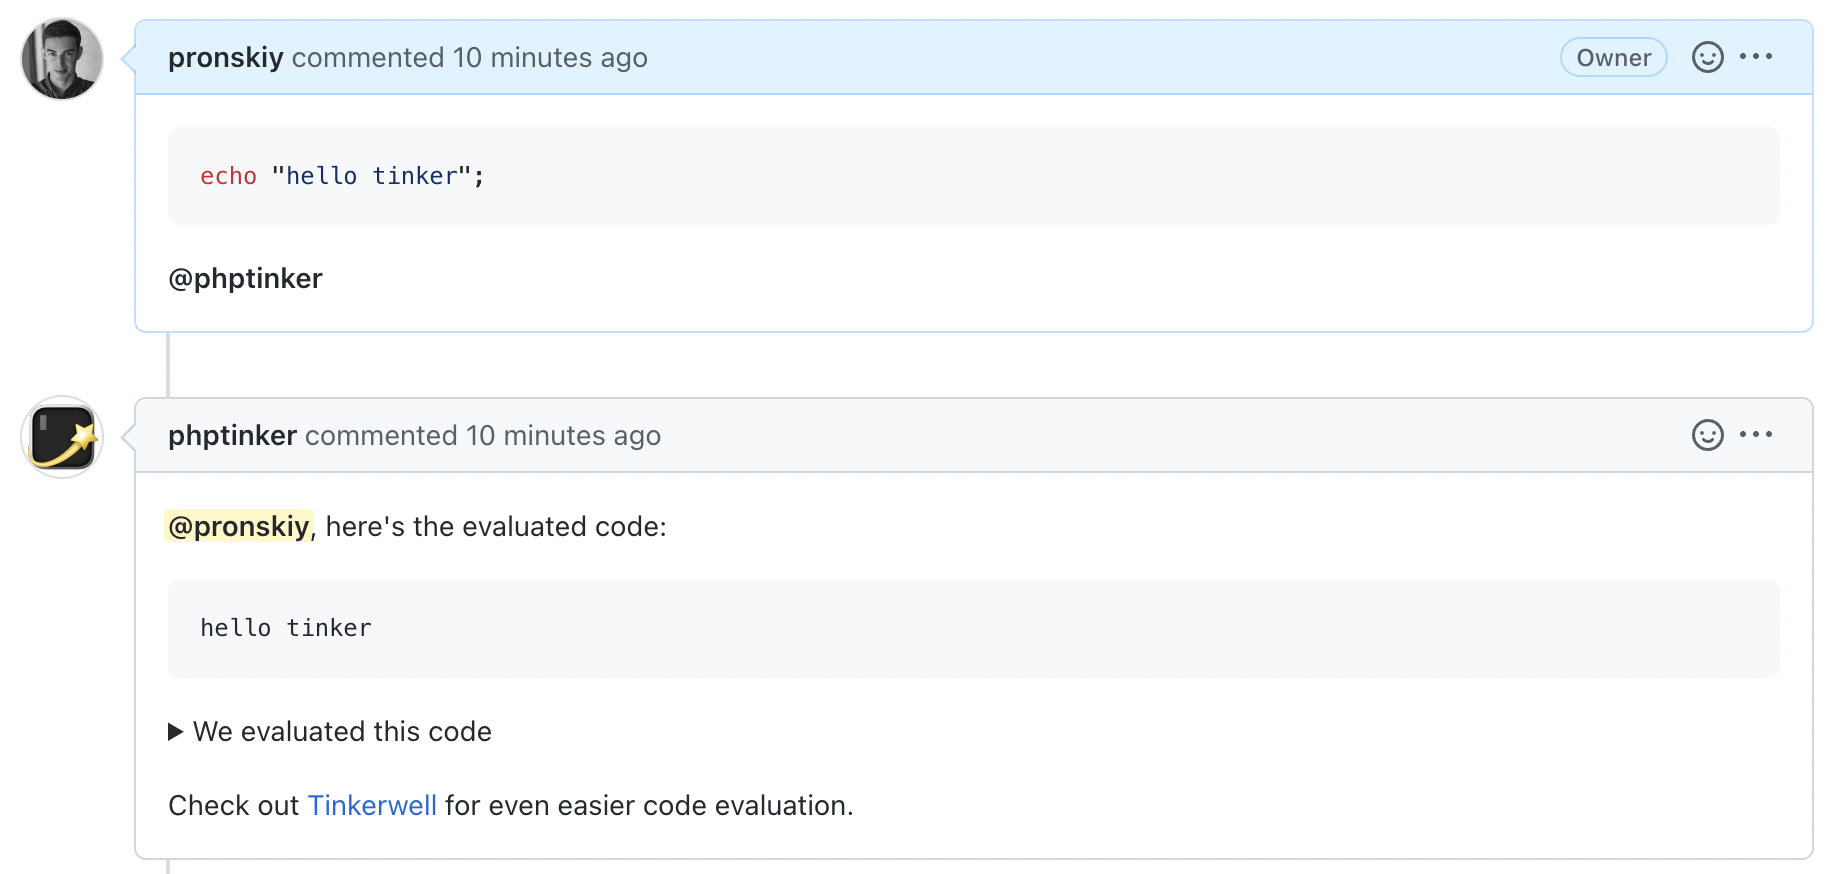 pronskiy commented 10 minutes ago
Owner
echo "hello tinker";
@phptinker
phptinker commented 10 minutes ago
@pronskiy, here's the evaluated code:
hello tinker
We evaluated this code
Check out Tinkerwell for even easier code evaluation.